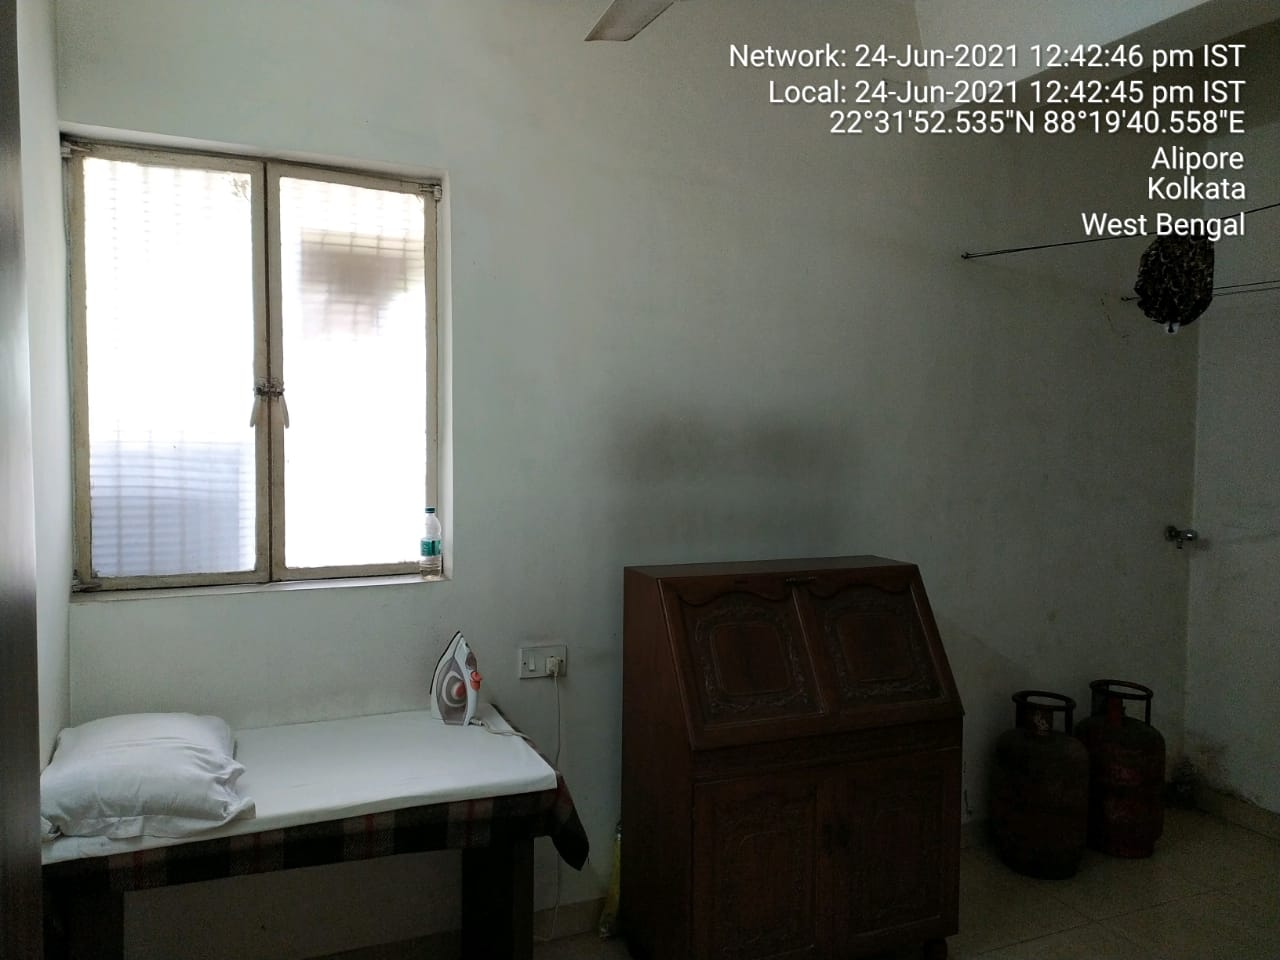 Network: 24-Jun-2021 12:42:46 pm IST
Local: 24-Jun-2021 12:42:45 pm IST
22°31'52.535"N 88°19'40.558"E
Alipore
Kolkata
West Bengal